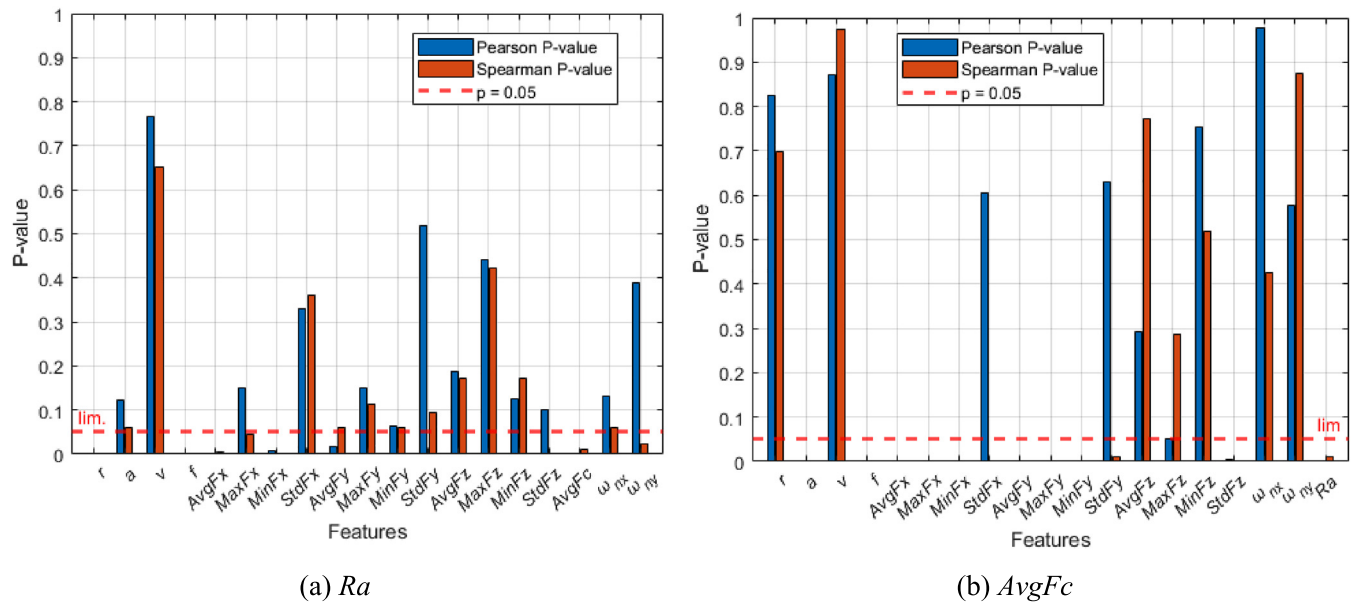 1
0.9
0.8
0.7
0.6
0.5
0.4
0.3
0.2
0.1
0
P-value
Pearson P-value
Spearman P-value
p = 0.05
lim.
r a v f AvgFx MaxFx MinFx StdFx AvgFy MaxFy MinFy StdFy AvgFz MaxFz MinFz StdFz AvgFc ω nx ω ny
Features
(a) Ra
1
0.9
0.8
0.7
0.6
0.5
0.4
0.3
0.2
0.1
0
P-value
Pearson P-value
Spearman P-value
p = 0.05
lim
r a v f AvgFx MaxFx MinFx StdFx AvgFy MaxFy MinFy StdFy AvgFz MaxFz MinFz StdFz ω nx ω ny Ra
Features
(b) AvgFc